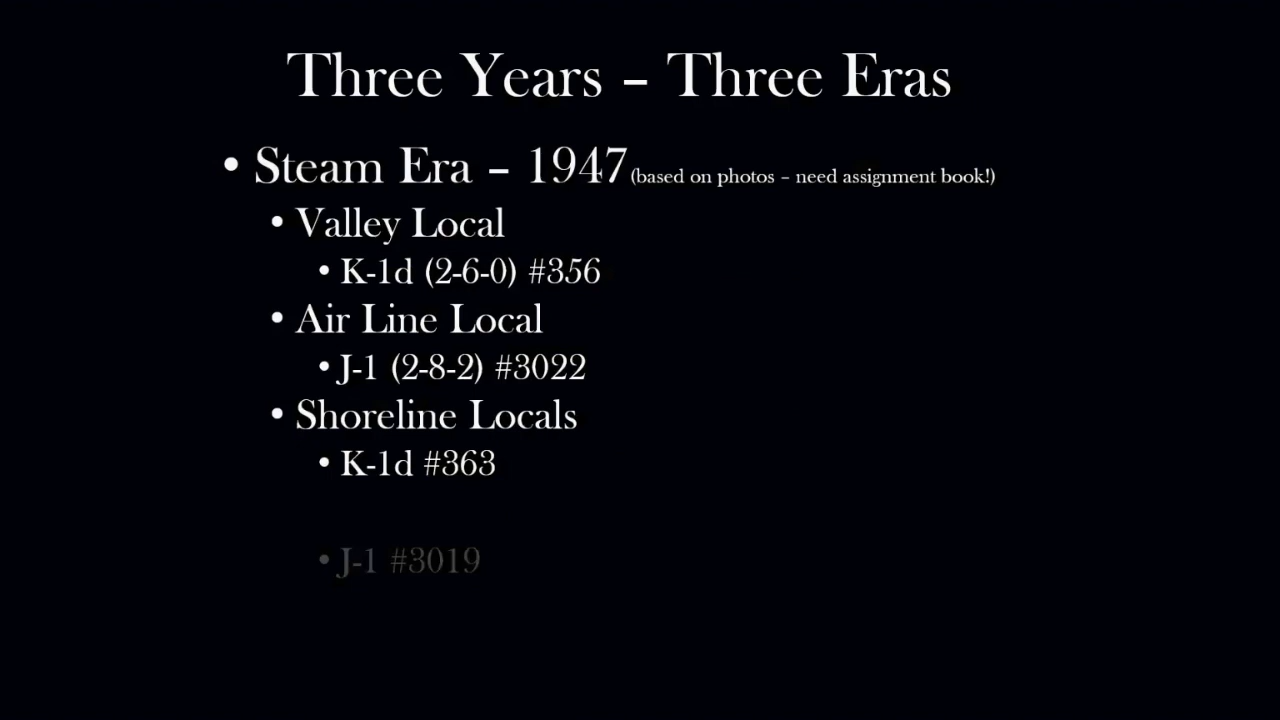 Three Years – Three Eras
• Steam Era – 1947 (based on photos – need assignment book!)
• Valley Local
• K-1d (2-6-0) #356
• Air Line Local
• J-1 (2-8-2) #3022
• Shoreline Locals
• K-1d #363
• J-1 #3019